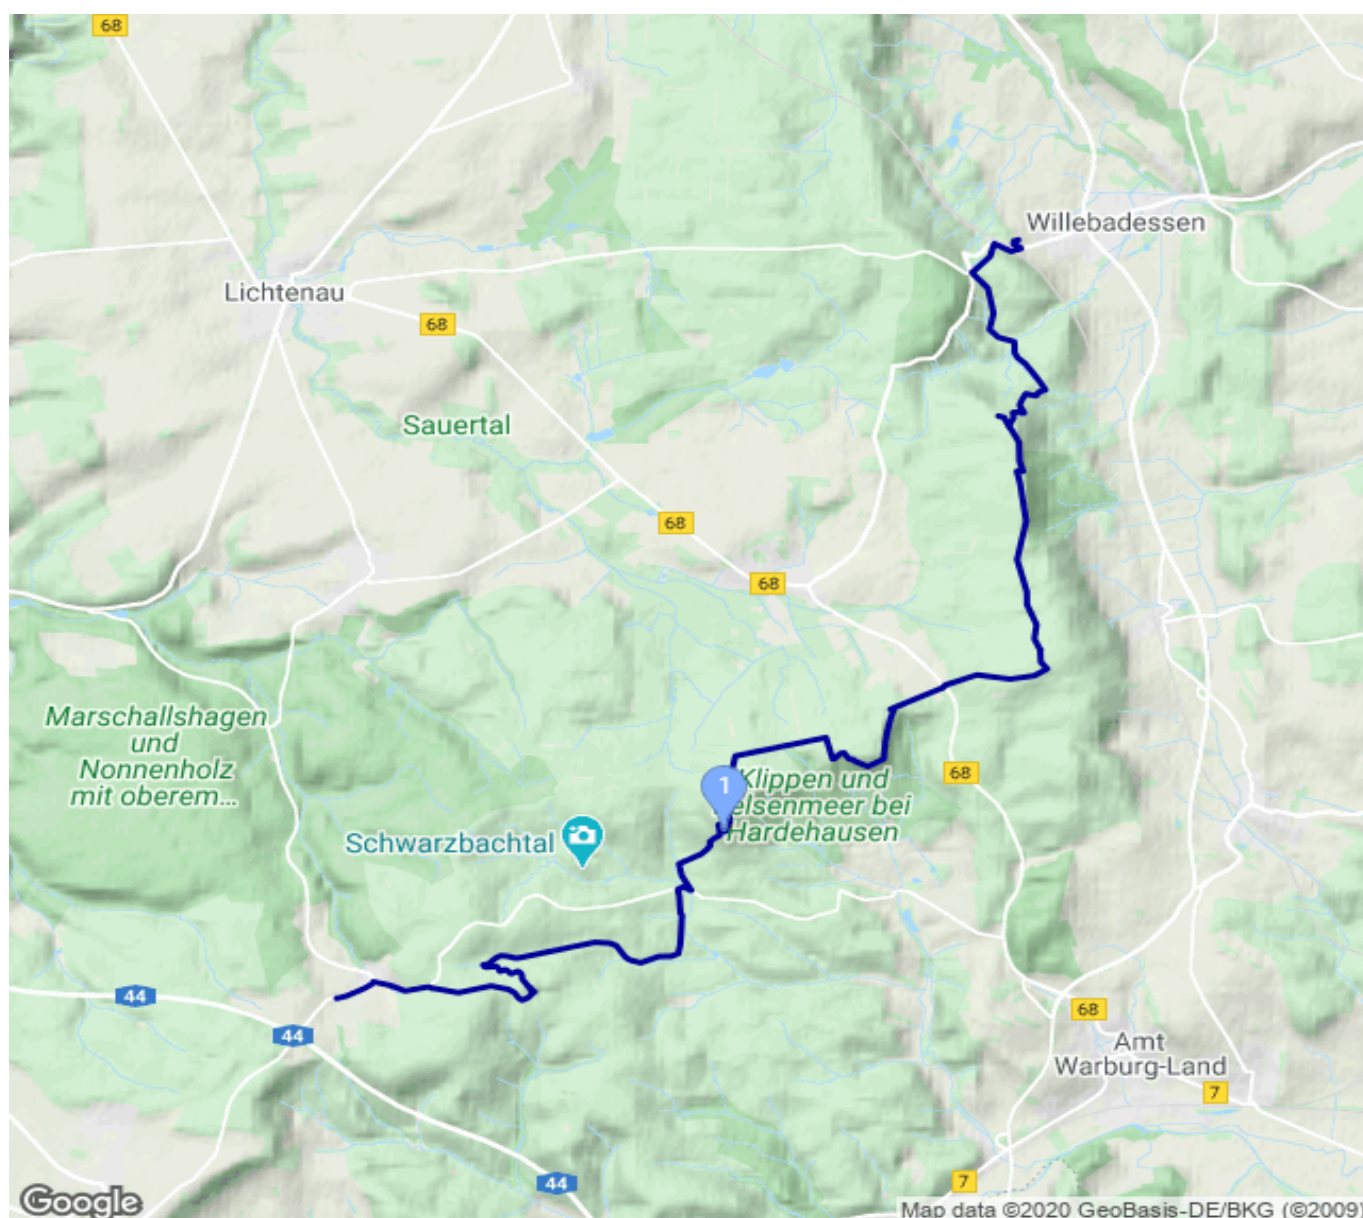 68
Willebadessen
Lichtenau
68
Sauertal
68
68
Marschallshagen
und
Nonnenholz
mit oberem...
68
1
Klippen und
elsenmeer bei
Hardehausen
Schwarzbachtal
44
44
68
Amt
Warburg-Land
7
44
7
Google
Map data ©2020 GeoBasis-DE/BKG (©2009)